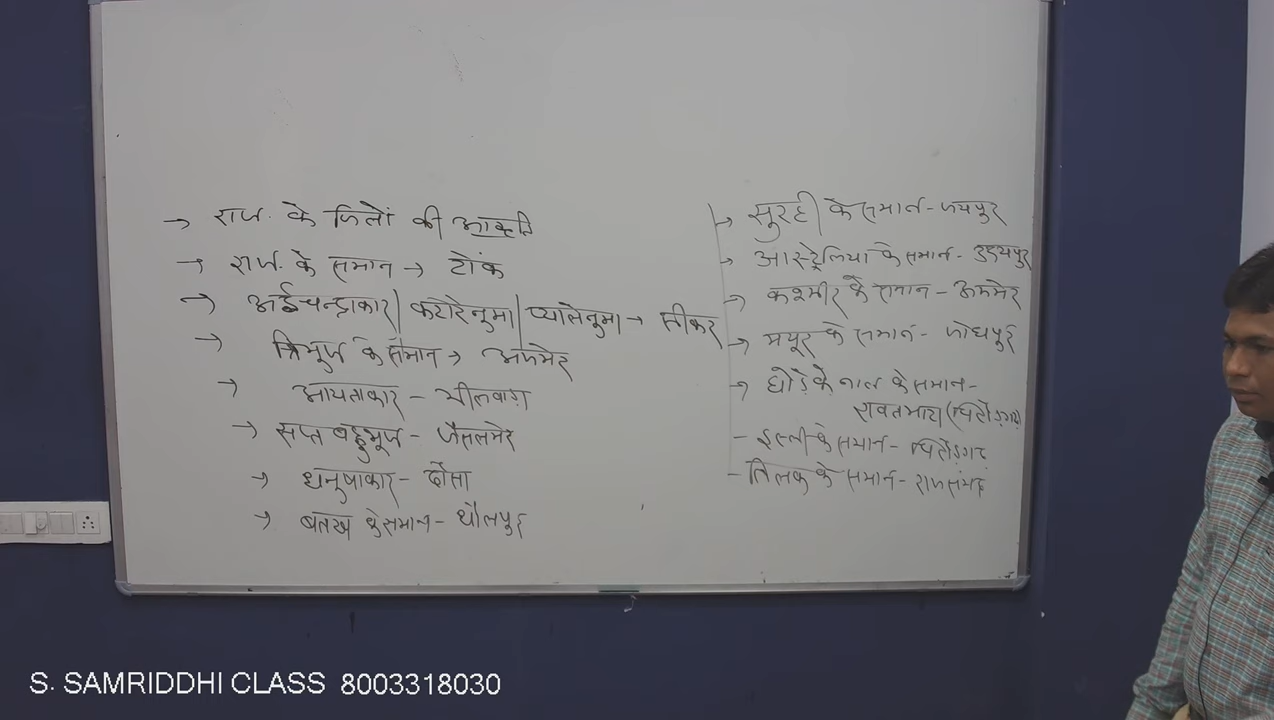 → राज. के जिलों की आकृति
→ राज. के समान → टोंक
→ अर्द्धचन्द्राकार | कटोरेनुमा | प्यालेनुमा → सीकर
→ त्रिभुज के समान → अजमेर
→ आयताकार - भीलवाड़ा
→ सप्त बहुभुज - जैसलमेर
→ धनुषाकार - दौसा
→ बतख के समान - धौलपुर
→ सुरही के समान - जयपुर
→ आस्ट्रेलिया के समान - उदयपुर
→ कश्मीर के समान - अजमेर
→ मयूर के समान - जोधपुर
→ घोड़े के नाल के समान -
रावतभाटा (चित्तौड़गढ़)
- इल्ली के समान - चित्तौड़गढ़
- तिलक के समान - राजसमंद
S. SAMRIDDHI CLASS 8003318030